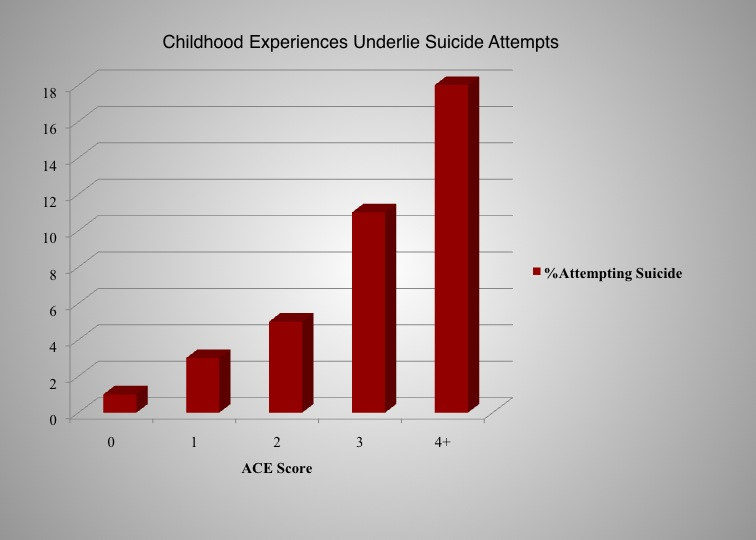 Childhood Experiences Underlie Suicide Attempts
18
16
14
12
10
8
6
4
2
0
0 1 2 3 4+
ACE Score
%Attempting Suicide